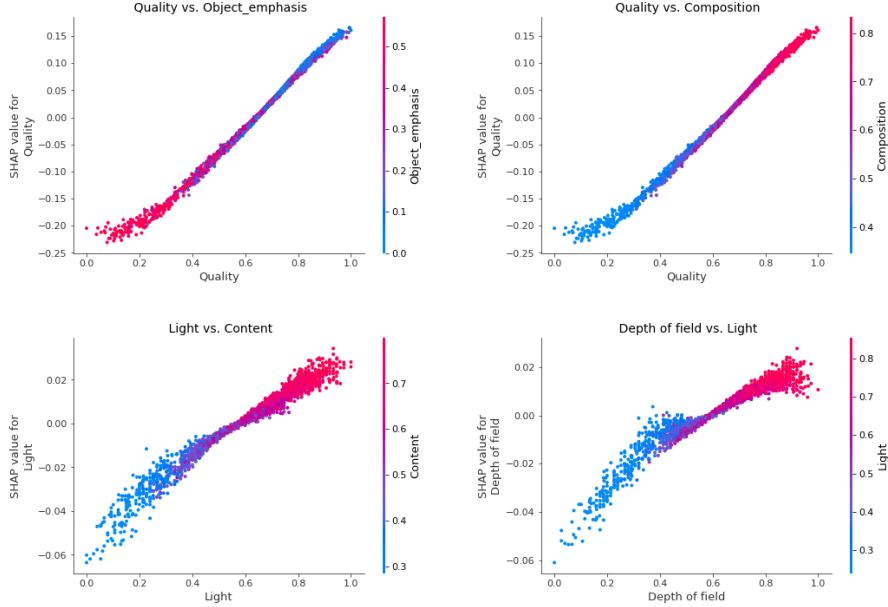 Quality vs. Object_emphasis
0.15
0.10
0.05
0.00
−0.05
−0.10
−0.15
−0.20
−0.25
SHAP value for
Quality
0.0 0.2 0.4 0.6 0.8 1.0
Quality
0.5
0.4
0.3
0.2
0.1
0.0
Object_emphasis
Quality vs. Composition
0.15
0.10
0.05
0.00
−0.05
−0.10
−0.15
−0.20
−0.25
SHAP value for
Quality
0.0 0.2 0.4 0.6 0.8 1.0
Quality
0.8
0.7
0.6
0.5
0.4
Composition
Light vs. Content
0.02
0.00
−0.02
−0.04
−0.06
SHAP value for
Light
0.0 0.2 0.4 0.6 0.8 1.0
Light
0.7
0.6
0.5
0.4
0.3
Content
Depth of field vs. Light
0.02
0.00
−0.02
−0.04
−0.06
SHAP value for
Depth of field
0.0 0.2 0.4 0.6 0.8 1.0
Depth of field
0.8
0.7
0.6
0.5
0.4
0.3
Light